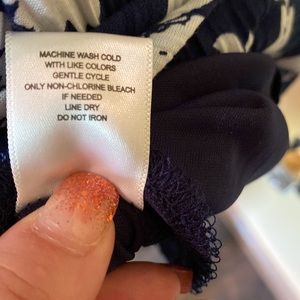 MACHINE WASH COLD
WITH LIKE COLORS
GENTLE CYCLE
ONLY NON-CHLORINE BLEACH
IF NEEDED
LINE DRY
DO NOT IRON